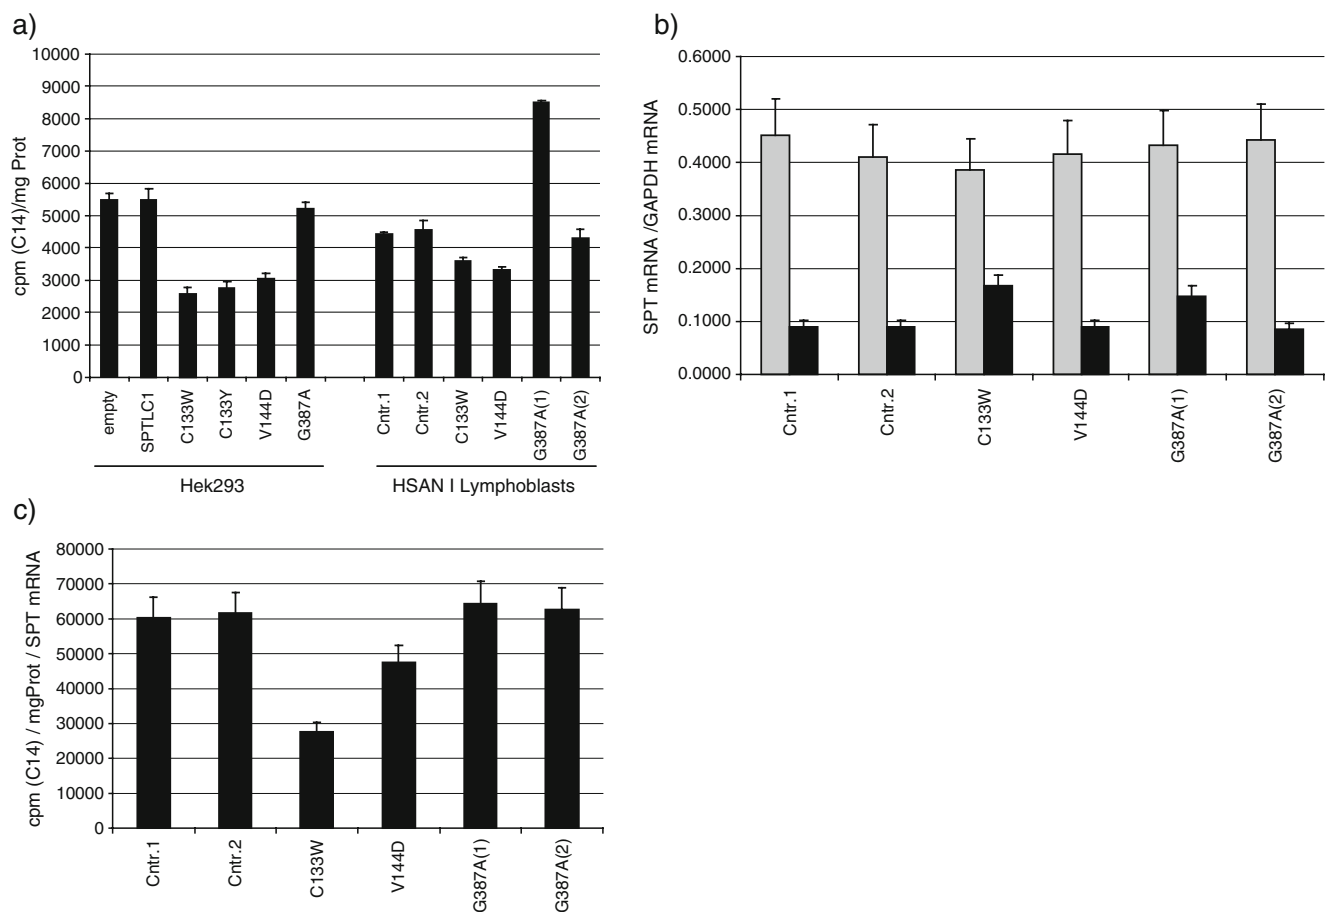 a)
cpm (C14)/mg Prot
10000
9000
8000
7000
6000
5000
4000
3000
2000
1000
0
empty
SPTLC1
C133W
C133Y
V144D
G387A
Cntr.1
Cntr.2
C133W
V144D
G387A(1)
G387A(2)
Hek293
HSAN I Lymphoblasts
b)
SPT mRNA /GAPDH mRNA
0.6000
0.5000
0.4000
0.3000
0.2000
0.1000
0.0000
Cntr.1
Cntr.2
C133W
V144D
G387A(1)
G387A(2)
c)
cpm (C14) / mgProt / SPT mRNA
80000
70000
60000
50000
40000
30000
20000
10000
0
Cntr.1
Cntr.2
C133W
V144D
G387A(1)
G387A(2)